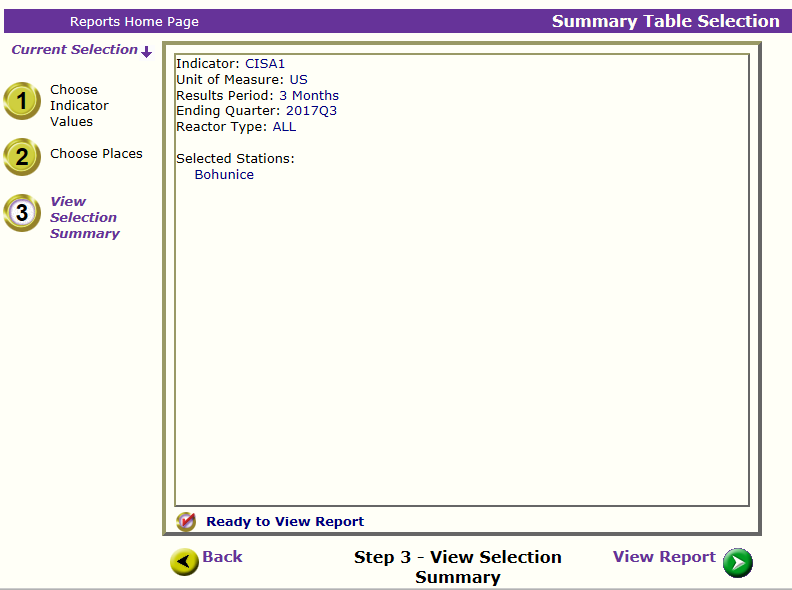 Reports Home Page
Summary Table Selection
Current Selection
1
Choose
Indicator
Values
2
Choose Places
3
View
Selection
Summary
Indicator: CISA1
Unit of Measure: US
Results Period: 3 Months
Ending Quarter: 2017Q3
Reactor Type: ALL
Selected Stations:
Bohunice
Ready to View Report
Back
Step 3 - View Selection
Summary
View Report